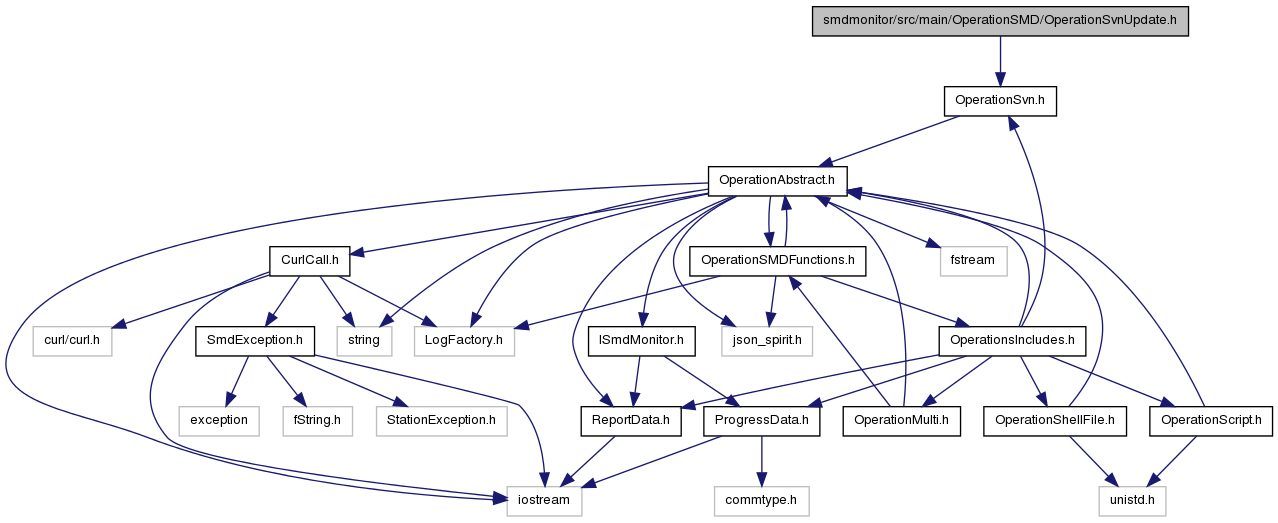 smdmonitor/src/main/OperationSMD/OperationSvnUpdate.h
OperationSvn.h
OperationAbstract.h
CurlCall.h
OperationSMDFunctions.h
fstream
curl/curl.h
SmdException.h
string
LogFactory.h
ISmdMonitor.h
json_spirit.h
OperationsIncludes.h
exception
fString.h
StationException.h
ReportData.h
ProgressData.h
OperationMulti.h
OperationShellFile.h
OperationScript.h
iostream
commtype.h
unistd.h